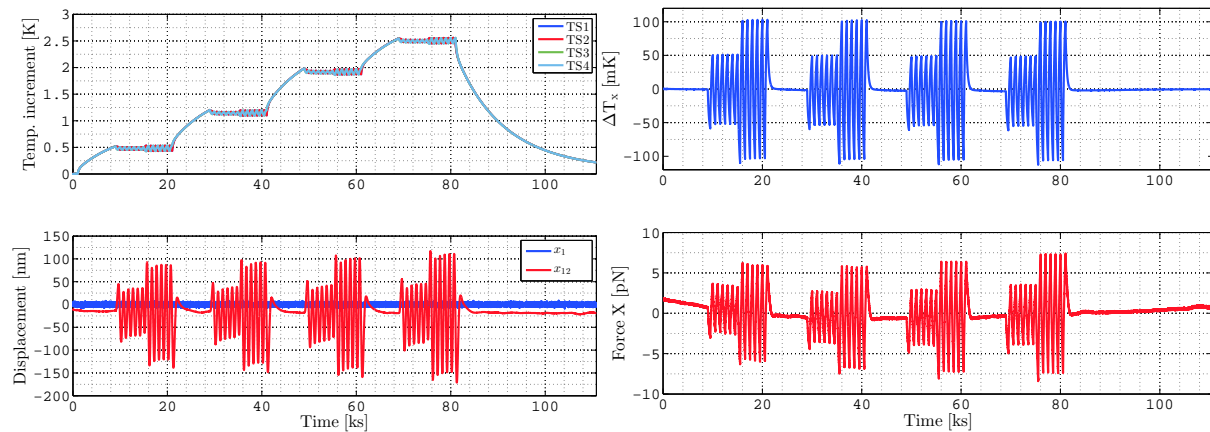 Temp. increment [K]
3
2.5
2
1.5
1
0.5
0
0 20 40 60 80 100
TS1
TS2
TS3
TS4
ΔTx [mK]
100
50
0
-50
-100
0 20 40 60 80 100
Displacement [nm]
150
100
50
0
-50
-100
-150
-200
0 20 40 60 80 100
Time [ks]
x1
x12
Force X [pN]
10
5
0
-5
-10
0 20 40 60 80 100
Time [ks]